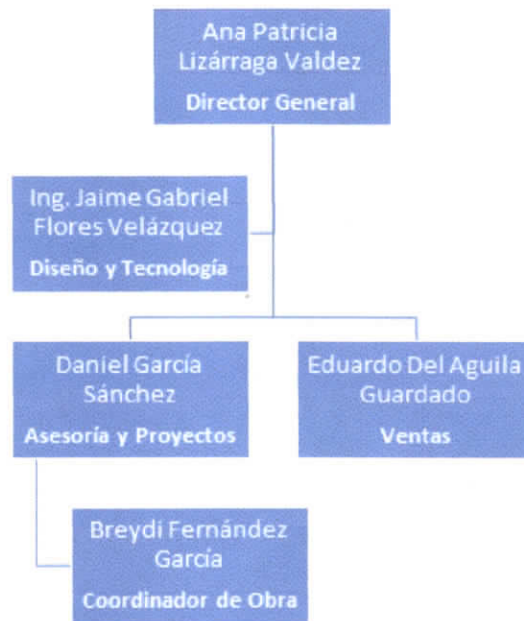 Ana Patricia
Lizárraga Valdez
Director General
Ing. Jaime Gabriel
Flores Velázquez
Diseño y Tecnología
Daniel García
Sánchez
Asesoría y Proyectos
Eduardo Del Aguila
Guardado
Ventas
Breydi Fernández
García
Coordinador de Obra